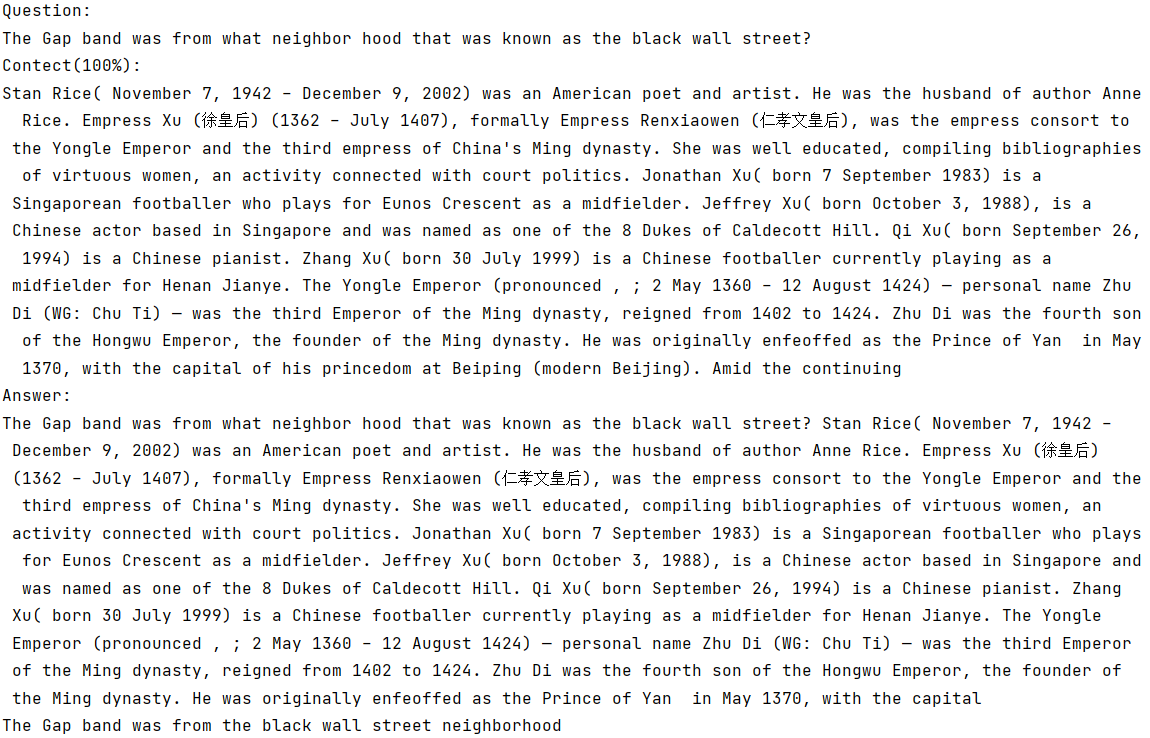 Question:
The Gap band was from what neighbor hood that was known as the black wall street?
Contect(100%):
Stan Rice( November 7, 1942 – December 9, 2002) was an American poet and artist. He was the husband of author Anne
Rice. Empress Xu (徐皇后) (1362 – July 1407), formally Empress Renxiaowen (仁孝文皇后), was the empress consort to
the Yongle Emperor and the third empress of China's Ming dynasty. She was well educated, compiling bibliographies
of virtuous women, an activity connected with court politics. Jonathan Xu( born 7 September 1983) is a
Singaporean footballer who plays for Eunos Crescent as a midfielder. Jeffrey Xu( born October 3, 1988), is a
Chinese actor based in Singapore and was named as one of the 8 Dukes of Caldecott Hill. Qi Xu( born September 26,
1994) is a Chinese pianist. Zhang Xu( born 30 July 1999) is a Chinese footballer currently playing as a
midfielder for Henan Jianye. The Yongle Emperor (pronounced , ; 2 May 1360 – 12 August 1424) — personal name Zhu
Di (WG: Chu Ti) — was the third Emperor of the Ming dynasty, reigned from 1402 to 1424. Zhu Di was the fourth son
of the Hongwu Emperor, the founder of the Ming dynasty. He was originally enfeoffed as the Prince of Yan  in May
1370, with the capital of his princedom at Beiping (modern Beijing). Amid the continuing
Answer:
The Gap band was from what neighbor hood that was known as the black wall street? Stan Rice( November 7, 1942 –
December 9, 2002) was an American poet and artist. He was the husband of author Anne Rice. Empress Xu (徐皇后)
(1362 – July 1407), formally Empress Renxiaowen (仁孝文皇后), was the empress consort to the Yongle Emperor and the
third empress of China's Ming dynasty. She was well educated, compiling bibliographies of virtuous women, an
activity connected with court politics. Jonathan Xu( born 7 September 1983) is a Singaporean footballer who plays
for Eunos Crescent as a midfielder. Jeffrey Xu( born October 3, 1988), is a Chinese actor based in Singapore and
was named as one of the 8 Dukes of Caldecott Hill. Qi Xu( born September 26, 1994) is a Chinese pianist. Zhang
Xu( born 30 July 1999) is a Chinese footballer currently playing as a midfielder for Henan Jianye. The Yongle
Emperor (pronounced , ; 2 May 1360 – 12 August 1424) — personal name Zhu Di (WG: Chu Ti) — was the third Emperor
of the Ming dynasty, reigned from 1402 to 1424. Zhu Di was the fourth son of the Hongwu Emperor, the founder of
the Ming dynasty. He was originally enfeoffed as the Prince of Yan  in May 1370, with the capital
The Gap band was from the black wall street neighborhood